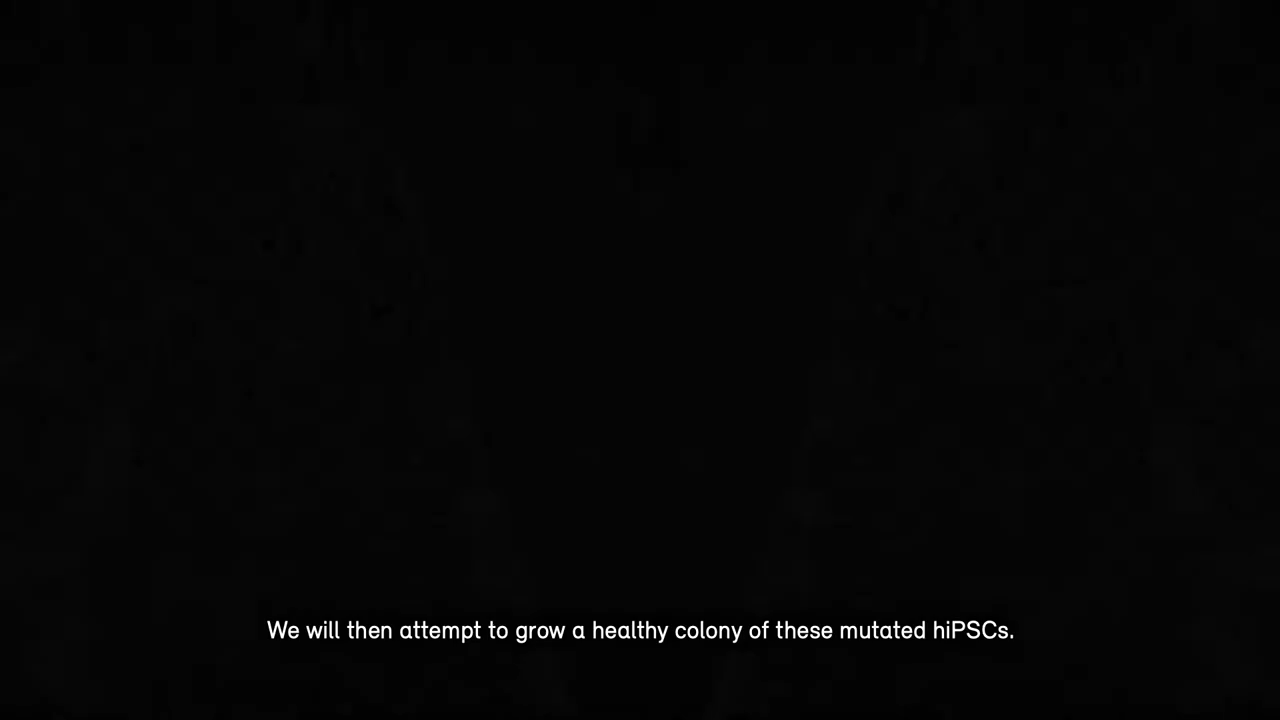 We will then attempt to grow a healthy colony of these mutated hiPSCs.